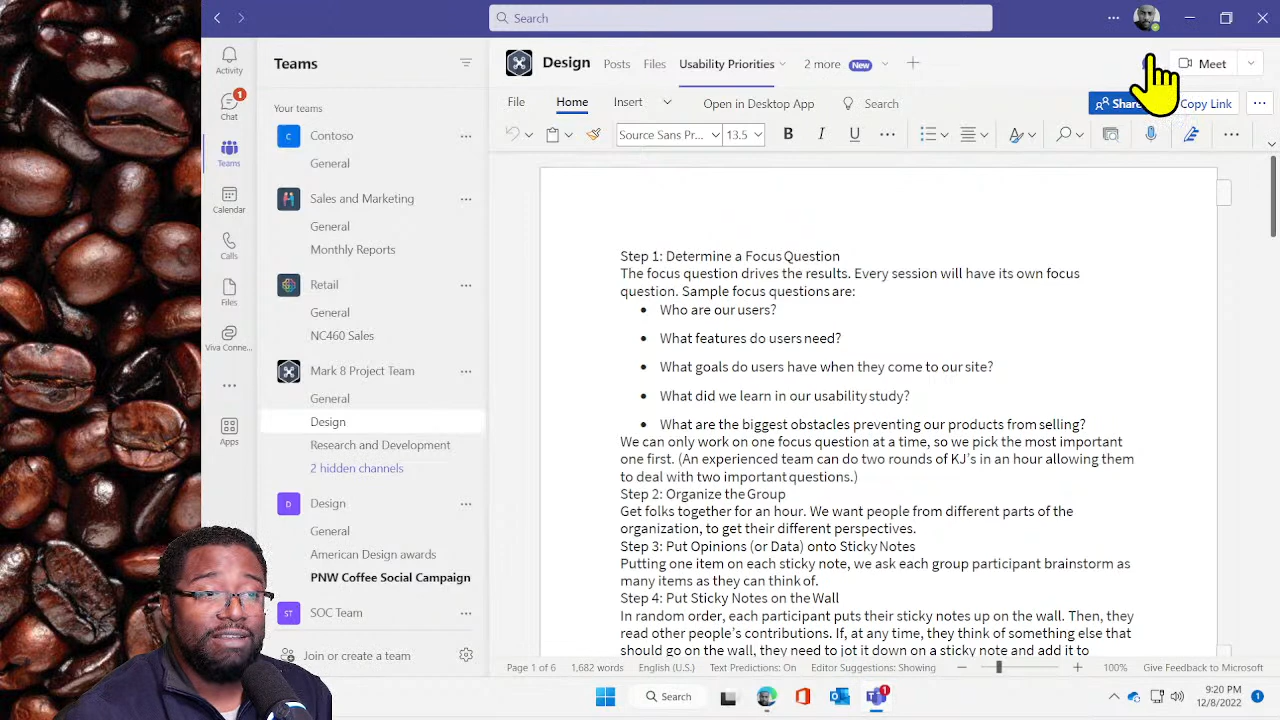 Search
Activity
Chat
1
Teams
Calendar
Calls
Files
Viva Conne...
Apps
Teams
Your teams
C
Contoso
General
Sales and Marketing
General
Monthly Reports
Retail
General
NC460 Sales
Mark 8 Project Team
General
Design
Research and Development
2 hidden channels
D
Design
General
American Design awards
PNW Coffee Social Campaign
ST
SOC Team
Join or create a team
Design
Posts
Files
Usability Priorities
2 more
New
Meet
File
Home
Insert
Open in Desktop App
Search
Share
Copy Link
Source Sans Pr...
13.5
B
I
U
Step 1: Determine a Focus Question
The focus question drives the results. Every session will have its own focus
question. Sample focus questions are:
• Who are our users?
• What features do users need?
• What goals do users have when they come to our site?
• What did we learn in our usability study?
• What are the biggest obstacles preventing our products from selling?
We can only work on one focus question at a time, so we pick the most important
one first. (An experienced team can do two rounds of KJ's in an hour allowing them
to deal with two important questions.)
Step 2: Organize the Group
Get folks together for an hour. We want people from different parts of the
organization, to get their different perspectives.
Step 3: Put Opinions (or Data) onto Sticky Notes
Putting one item on each sticky note, we ask each group participant brainstorm as
many items as they can think of.
Step 4: Put Sticky Notes on the Wall
In random order, each participant puts their sticky notes up on the wall. Then, they
read other people's contributions. If, at any time, they think of something else that
should go on the wall, they need to jot it down on a sticky note and add it to
Page 1 of 6
1,682 words
English (U.S.)
Text Predictions: On
Editor Suggestions: Showing
100%
Give Feedback to Microsoft
Search
1
9:20 PM
12/8/2022
1